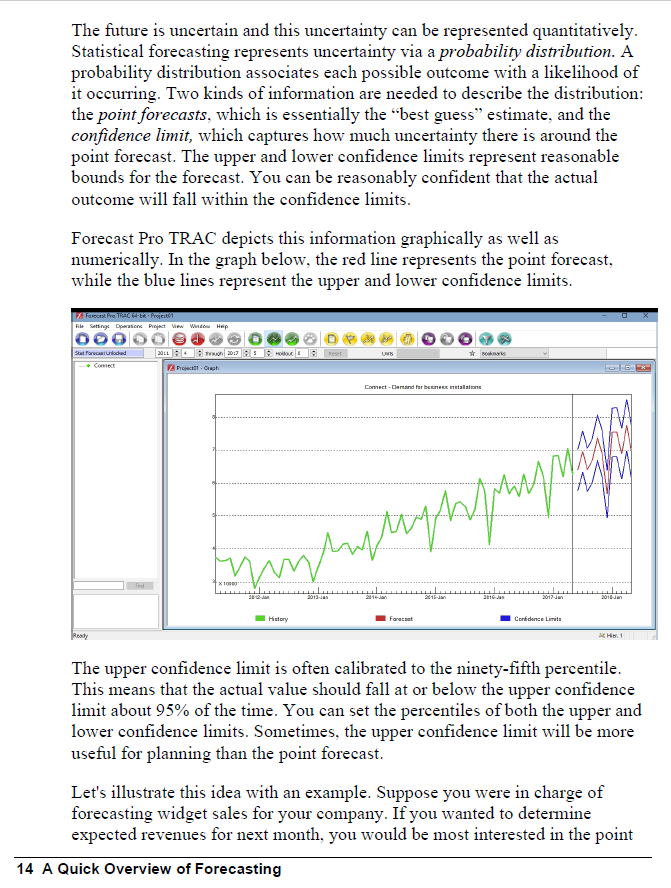 The future is uncertain and this uncertainty can be represented quantitatively.
Statistical forecasting represents uncertainty via a probability distribution. A
probability distribution associates each possible outcome with a likelihood of
it occurring. Two kinds of information are needed to describe the distribution:
the point forecasts, which is essentially the “best guess” estimate, and the
confidence limit, which captures how much uncertainty there is around the
point forecast. The upper and lower confidence limits represent reasonable
bounds for the forecast. You can be reasonably confident that the actual
outcome will fall within the confidence limits.
Forecast Pro TRAC depicts this information graphically as well as
numerically. In the graph below, the red line represents the point forecast,
while the blue lines represent the upper and lower confidence limits.
Forecast Pro TRAC 64-bit - Project01
File Settings Operations Project View Window Help
Stat Forecast Unlocked 2011 4 through 2017 5 Holdout 0 Reset Units Bookmarks
Connect
Project01 - Graph
Connect - Demand for business installations
8
7
6
5
4
3
X 10000
2012-Jan 2013-Jan 2014-Jan 2015-Jan 2016-Jan 2017-Jan 2018-Jan
History Forecast Confidence Limits
Find
Ready Hier. 1
The upper confidence limit is often calibrated to the ninety-fifth percentile.
This means that the actual value should fall at or below the upper confidence
limit about 95% of the time. You can set the percentiles of both the upper and
lower confidence limits. Sometimes, the upper confidence limit will be more
useful for planning than the point forecast.
Let's illustrate this idea with an example. Suppose you were in charge of
forecasting widget sales for your company. If you wanted to determine
expected revenues for next month, you would be most interested in the point
14 A Quick Overview of Forecasting